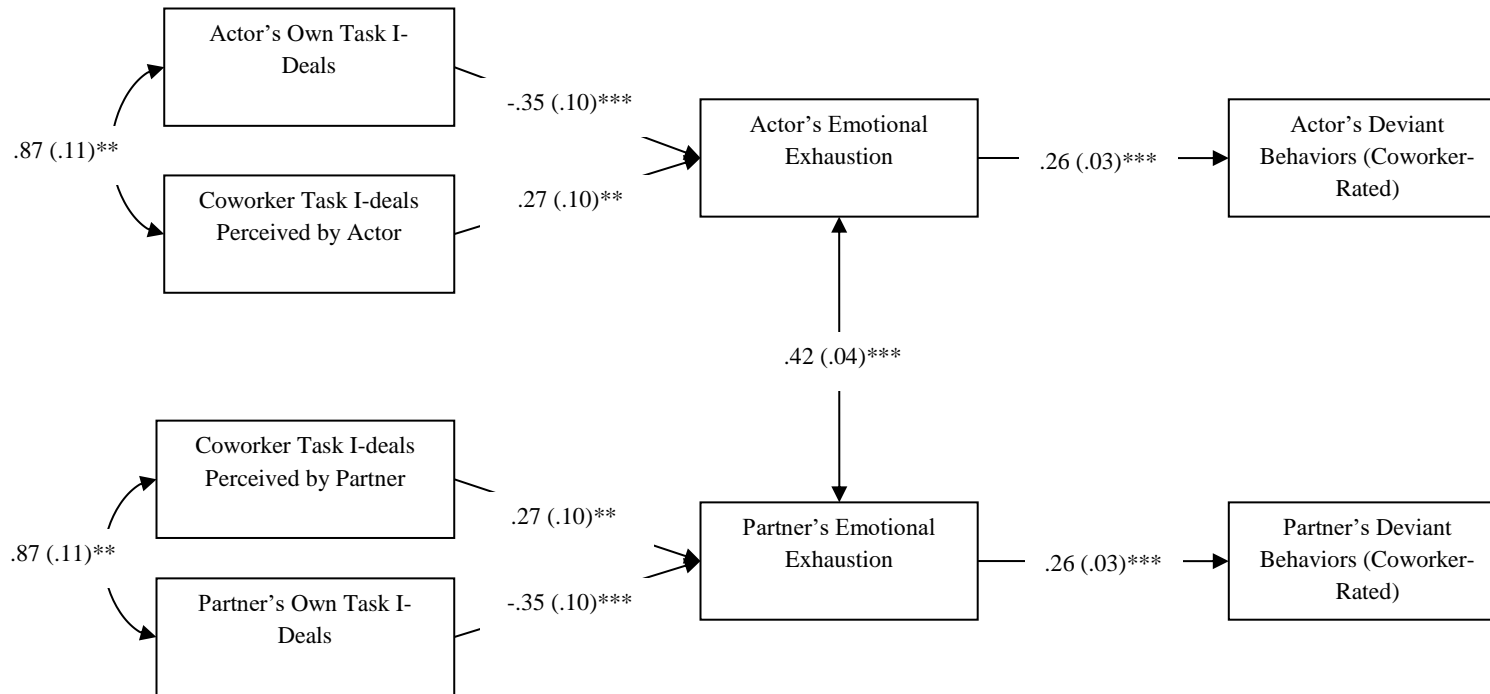 Actor’s Own Task I-
Deals
-.35 (.10)***
Actor’s Emotional
Exhaustion
Actor’s Deviant
Behaviors (Coworker-
Rated)
.87 (.11)**
.26 (.03)***
Coworker Task I-deals
Perceived by Actor
.27 (.10)**
.42 (.04)***
Coworker Task I-deals
Perceived by Partner
.27 (.10)**
Partner’s Emotional
Exhaustion
Partner’s Deviant
Behaviors (Coworker-
Rated)
.87 (.11)**
.26 (.03)***
Partner’s Own Task I-
Deals
-.35 (.10)***